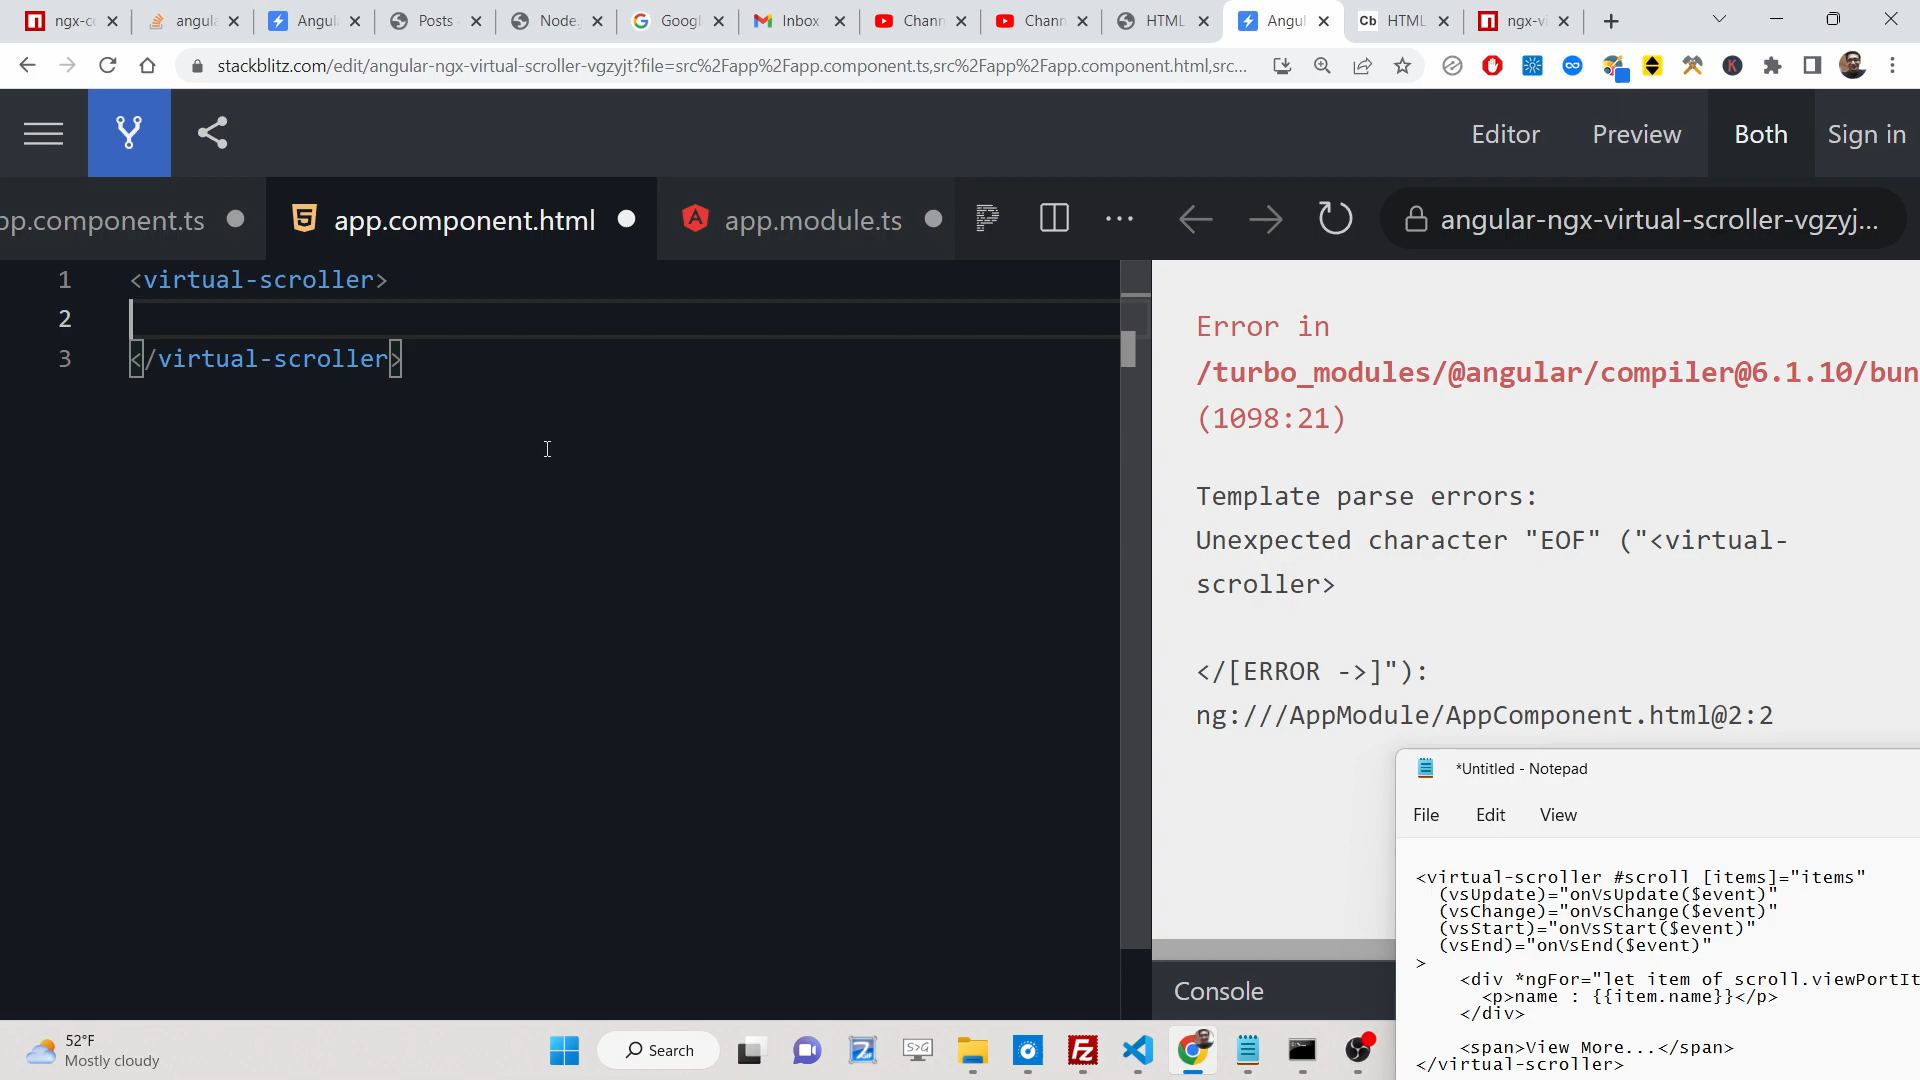 ngx-c
angula
Angul
Posts
Node.
Googl
Inbox
Chann
Chann
HTML
Angul
HTML
ngx-vi
stackblitz.com/edit/angular-ngx-virtual-scroller-vgzyjt?file=src%2Fapp%2Fapp.component.ts,src%2Fapp%2Fapp.component.html,src...
Editor
Preview
Both
Sign in
pp.component.ts
app.component.html
app.module.ts
angular-ngx-virtual-scroller-vgzyj...
1 <virtual-scroller>
2
3 </virtual-scroller>
Error in
/turbo_modules/@angular/compiler@6.1.10/bun
(1098:21)
Template parse errors:
Unexpected character "EOF" ("<virtual-
scroller>
</[ERROR ->]"):
ng:///AppModule/AppComponent.html@2:2
Console
*Untitled - Notepad
File Edit View
<virtual-scroller #scroll [items]="items"
(vsUpdate)="onVsUpdate($event)"
(vsChange)="onVsChange($event)"
(vsStart)="onVsStart($event)"
(vsEnd)="onVsEnd($event)"
>
<div *ngFor="let item of scroll.viewPortIt
<p>name : {{item.name}}</p>
</div>
<span>View More...</span>
</virtual-scroller>
52°F
Mostly cloudy
Search